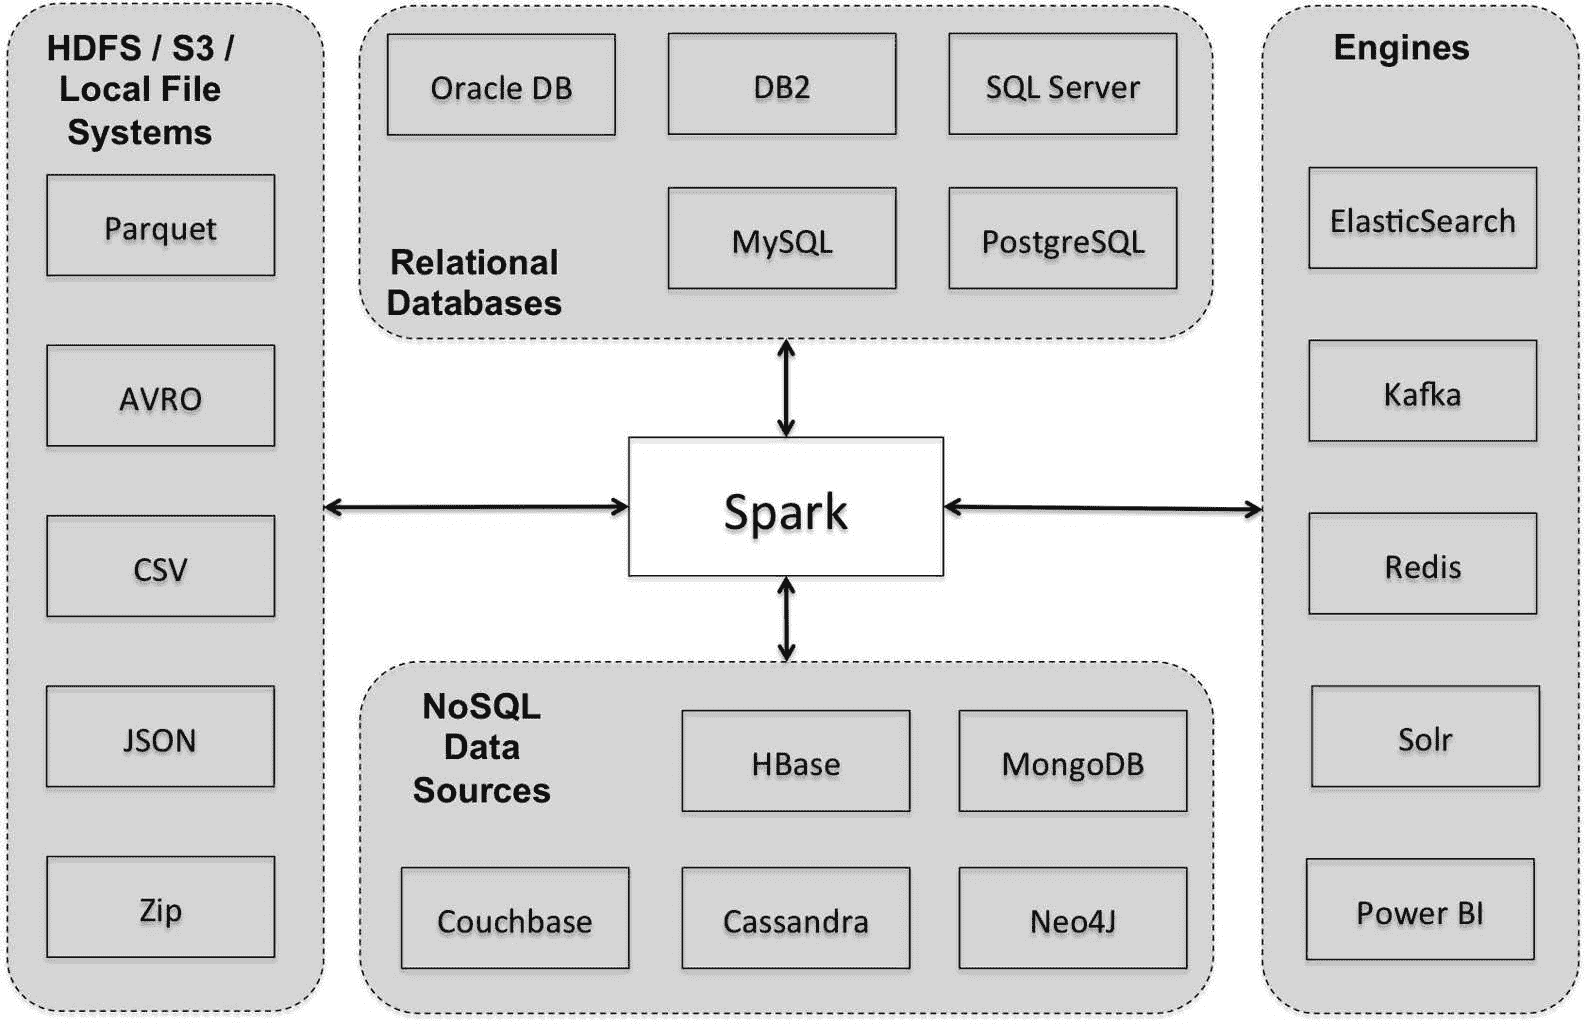 HDFS / S3 /
Local File
Systems
Parquet
AVRO
CSV
JSON
Zip
Oracle DB
DB2
SQL Server
MySQL
PostgreSQL
Relational
Databases
Spark
NoSQL
Data
Sources
HBase
MongoDB
Couchbase
Cassandra
Neo4J
Engines
ElasticSearch
Kafka
Redis
Solr
Power BI